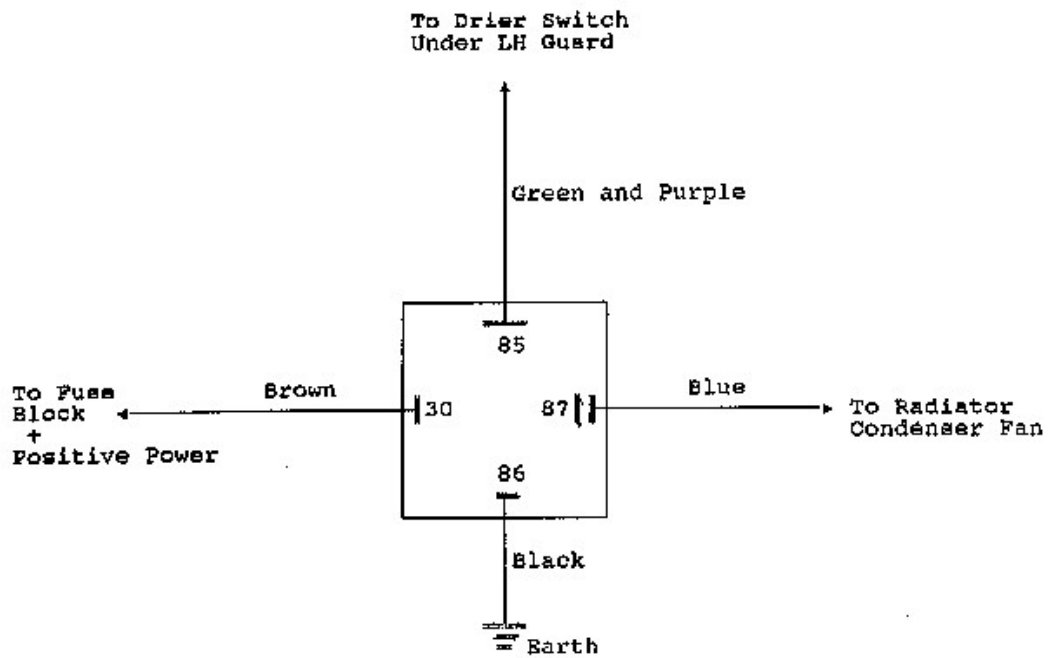 To Drier Switch
Under LH Guard
Green and Purple
85
To Fuse
Block
+
Positive Power
Brown
30
87
Blue
To Radiator
Condenser Fan
86
Black
Earth